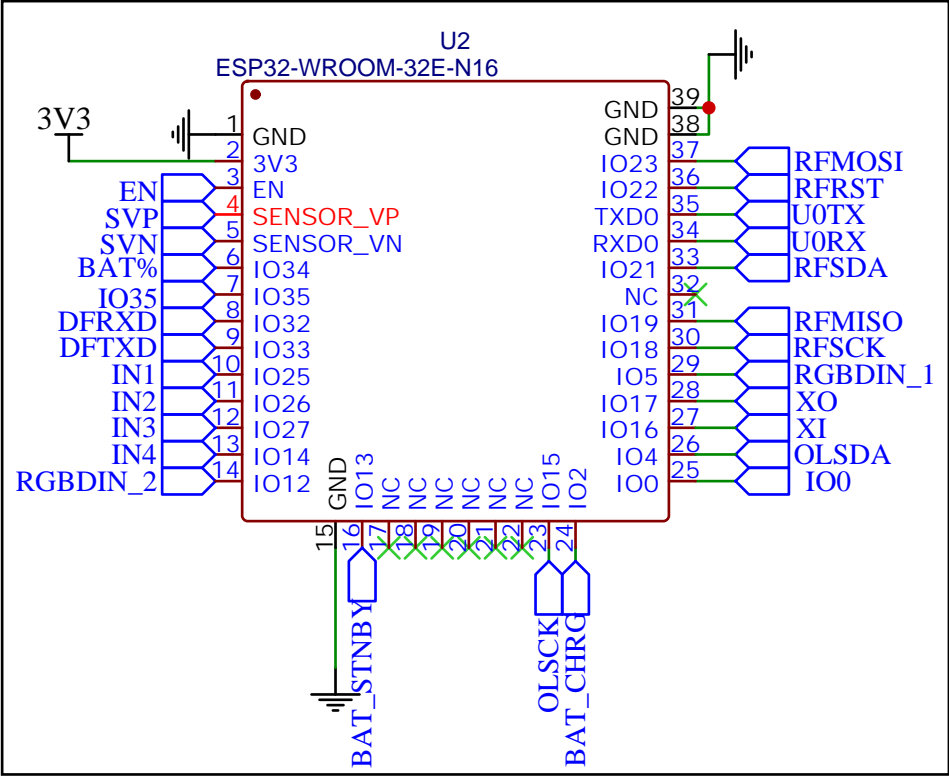 U2
ESP32-WROOM-32E-N16
3V3
1 GND
2 3V3
EN 3 EN
SVP 4 SENSOR_VP
SVN 5 SENSOR_VN
BAT% 6 IO34
IO35 7 IO35
DFRXD 8 IO32
DFTXD 9 IO33
IN1 10 IO25
IN2 11 IO26
IN3 12 IO27
IN4 13 IO14
RGBDIN_2 14 IO12
GND 39
GND 38
IO23 37 RFMOSI
IO22 36 RFRST
TXD0 35 U0TX
RXD0 34 U0RX
IO21 33 RFSDA
NC 32
IO19 31 RFMISO
IO18 30 RFSCK
IO5 29 RGBDIN_1
IO17 28 XO
IO16 27 XI
IO4 26 OLSDA
IO0 25 IO0
GND 15
IO13 16 BAT_STNBY
NC 17
NC 18
NC 19
NC 20
NC 21
NC 22
IO15 23 OLSCK
IO2 24 BAT_CHRG